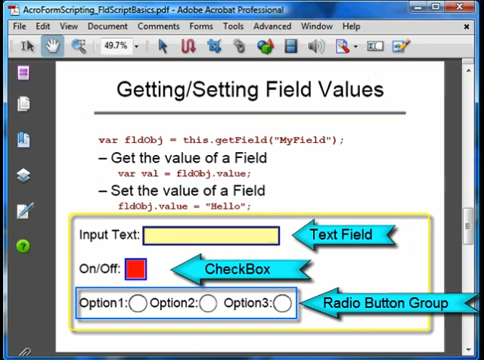 AcroFormScripting_FldScriptBasics.pdf - Adobe Acrobat Professional
File Edit View Document Comments Tools Advanced Window Help
49.7%
Getting/Setting Field Values
var fldObj = this.getField("MyField");
– Get the value of a Field
var val = fldObj.value;
– Set the value of a Field
fldObj.value = "Hello";
Input Text: Text Field
On/Off: CheckBox
Option1: Option2: Option3: Radio Button Group